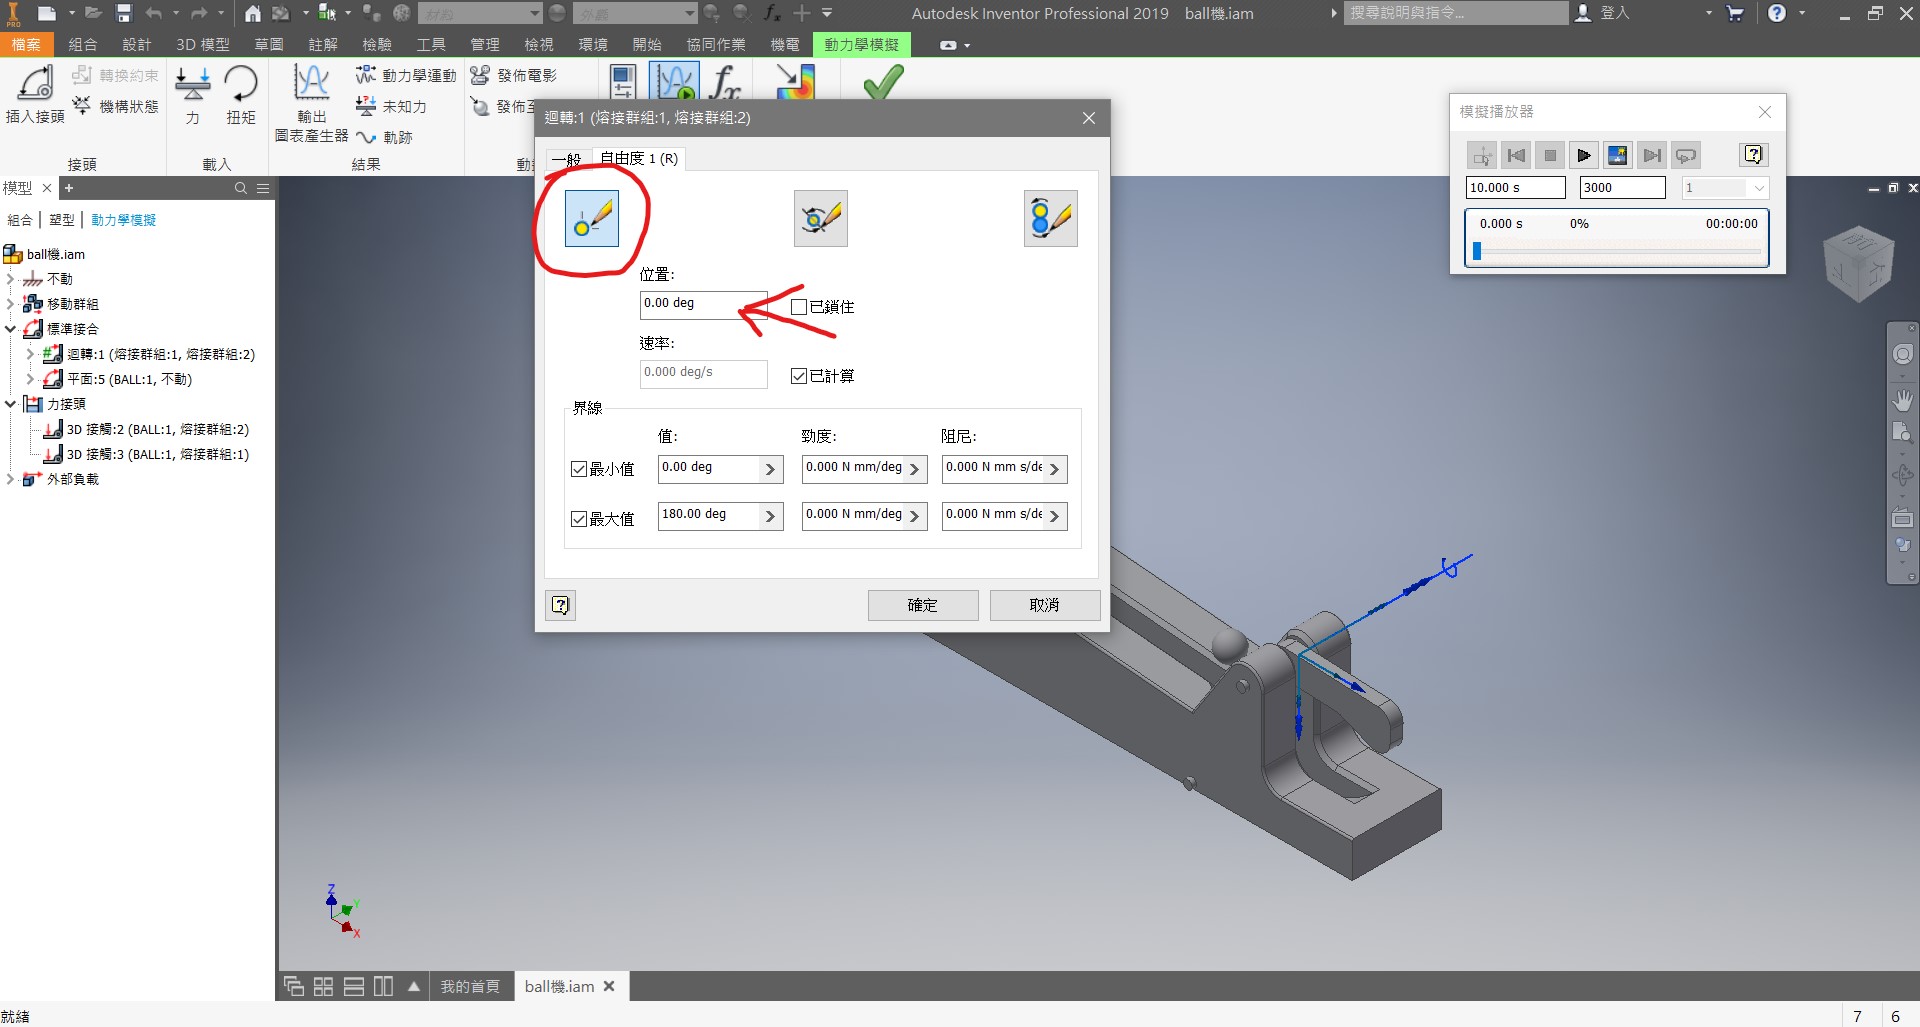 PRO
材料
外觀
Autodesk Inventor Professional 2019 ball機.iam
搜尋說明與指令...
登入
檔案 組合 設計 3D 模型 草圖 註解 檢驗 工具 管理 檢視 環境 開始 協同作業 機電 動力學模擬
插入接頭
轉換約束
機構狀態
接頭
力
扭矩
載入
輸出
圖表產生器
動力學運動
未知力
軌跡
結果
發佈電影
發佈至
模型
組合 | 塑型 | 動力學模擬
ball機.iam
不動
移動群組
標準接合
迴轉:1 (熔接群組:1, 熔接群組:2)
平面:5 (BALL:1, 不動)
力接頭
3D 接觸:2 (BALL:1, 熔接群組:2)
3D 接觸:3 (BALL:1, 熔接群組:1)
外部負載
迴轉:1 (熔接群組:1, 熔接群組:2)
一般 自由度 1 (R)
位置:
0.00 deg 已鎖住
速率:
0.000 deg/s 已計算
界線
值: 勁度: 阻尼:
最小值 0.00 deg 0.000 N mm/deg 0.000 N mm s/de
最大值 180.00 deg 0.000 N mm/deg 0.000 N mm s/de
確定 取消
模擬播放器
10.000 s 3000 1
0.000 s 0% 00:00:00
Z
Y
X
我的首頁 ball機.iam
就緒
7 6